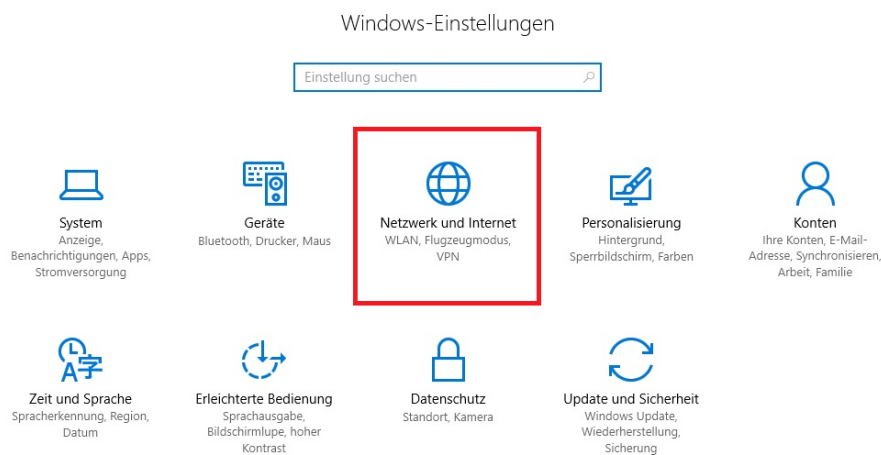 Windows-Einstellungen
Einstellung suchen
System
Anzeige,
Benachrichtigungen, Apps,
Stromversorgung
Geräte
Bluetooth, Drucker, Maus
Netzwerk und Internet
WLAN, Flugzeugmodus,
VPN
Personalisierung
Hintergrund,
Sperrbildschirm, Farben
Konten
Ihre Konten, E-Mail-
Adresse, Synchronisieren,
Arbeit, Familie
A字
Zeit und Sprache
Spracherkennung, Region,
Datum
Erleichterte Bedienung
Sprachausgabe,
Bildschirmlupe, hoher
Kontrast
Datenschutz
Standort, Kamera
Update und Sicherheit
Windows Update,
Wiederherstellung,
Sicherung